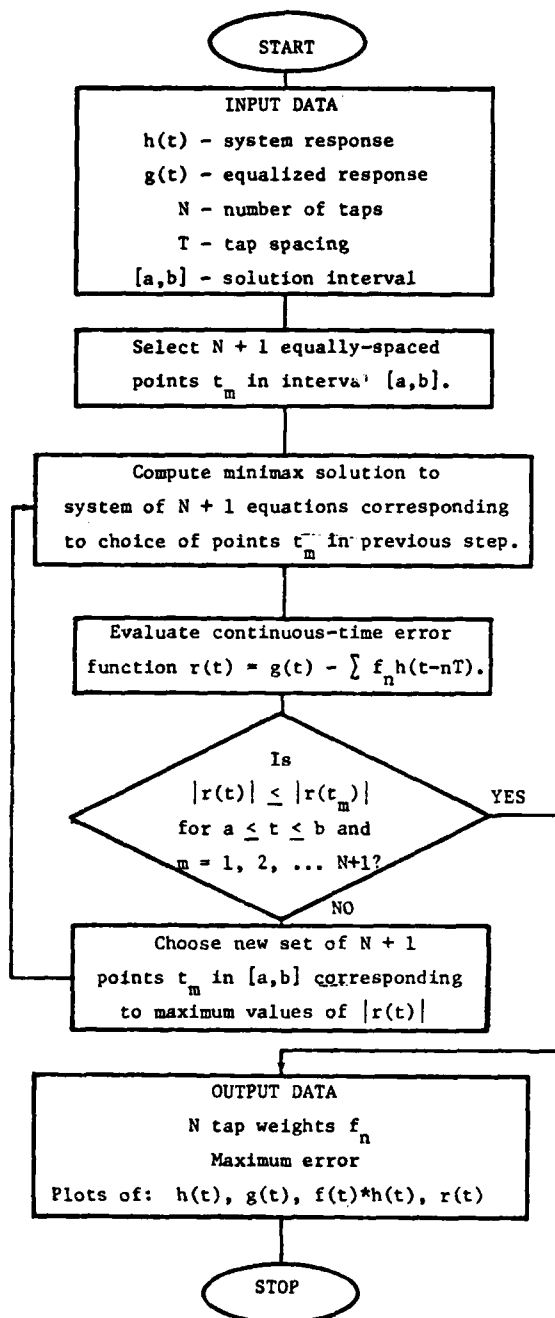 START
INPUT DATA
h(t) - system response
g(t) - equalized response
N - number of taps
T - tap spacing
[a,b] - solution interval
Select N + 1 equally-spaced
points t_m in interval [a,b].
Compute minimax solution to
system of N + 1 equations corresponding
to choice of points t_m in previous step.
Evaluate continuous-time error
function r(t) = g(t) - ∑ f_n h(t-nT).
Is
|r(t)| ≤ |r(t_m)|
YES
for a ≤ t ≤ b and
m = 1, 2, ... N+1?
NO
Choose new set of N + 1
points t_m in [a,b] corresponding
to maximum values of |r(t)|
OUTPUT DATA
N tap weights f_n
Maximum error
Plots of: h(t), g(t), f(t)*h(t), r(t)
STOP